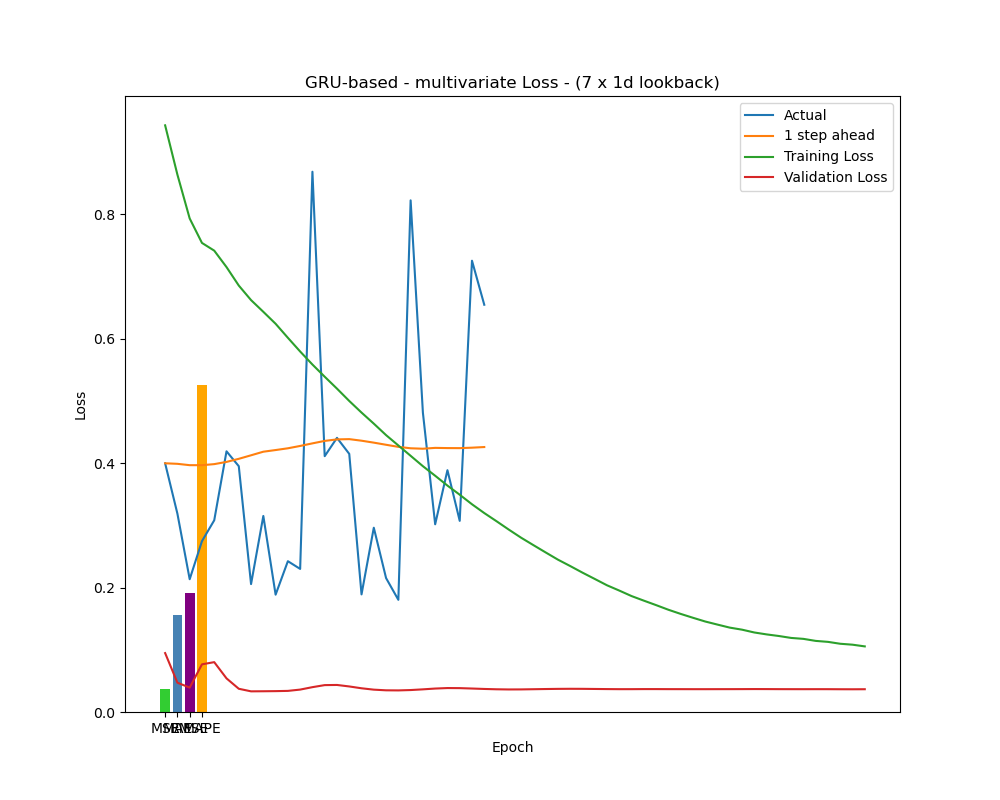 GRU-based - multivariate Loss - (7 x 1d lookback)
Actual
1 step ahead
Training Loss
Validation Loss
Loss
0.8
0.6
0.4
0.2
0.0
Epoch